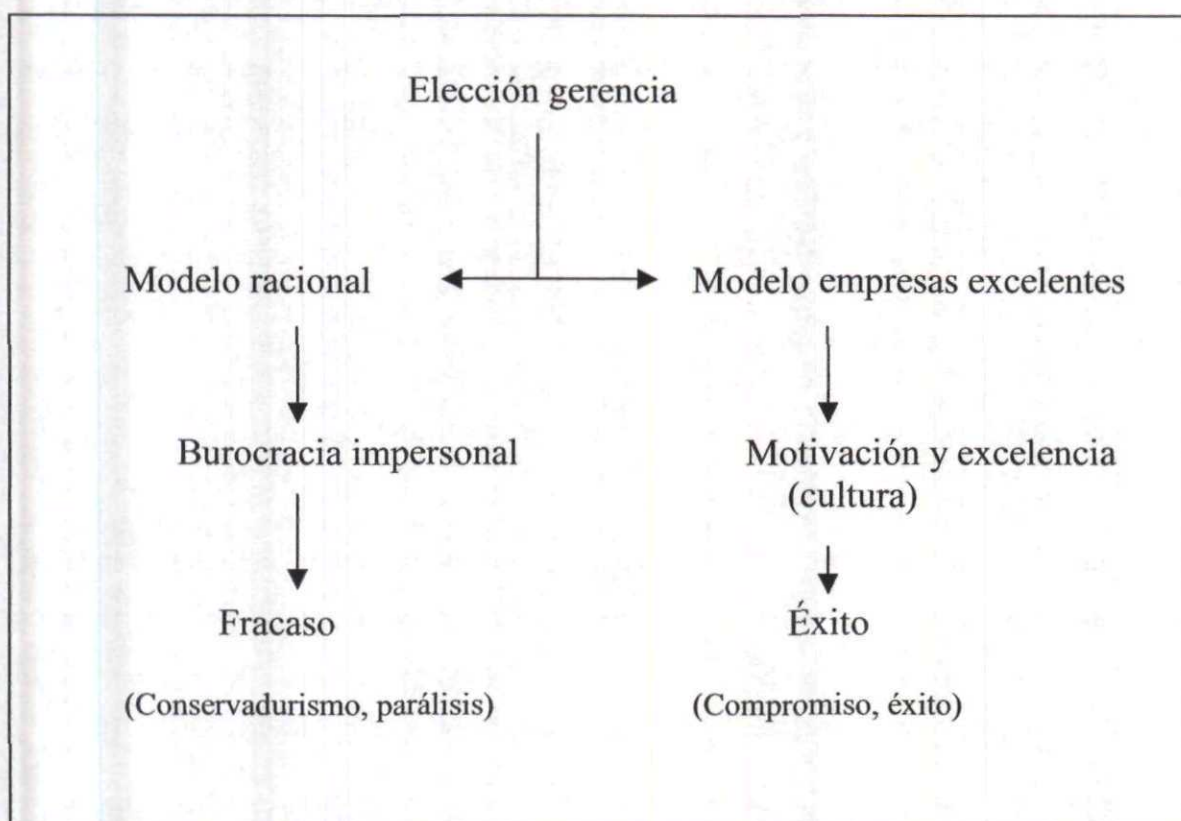 Elección gerencia
Modelo racional
Modelo empresas excelentes
Burocracia impersonal
Motivación y excelencia
(cultura)
Fracaso
Éxito
(Conservadurismo, parálisis)
(Compromiso, éxito)